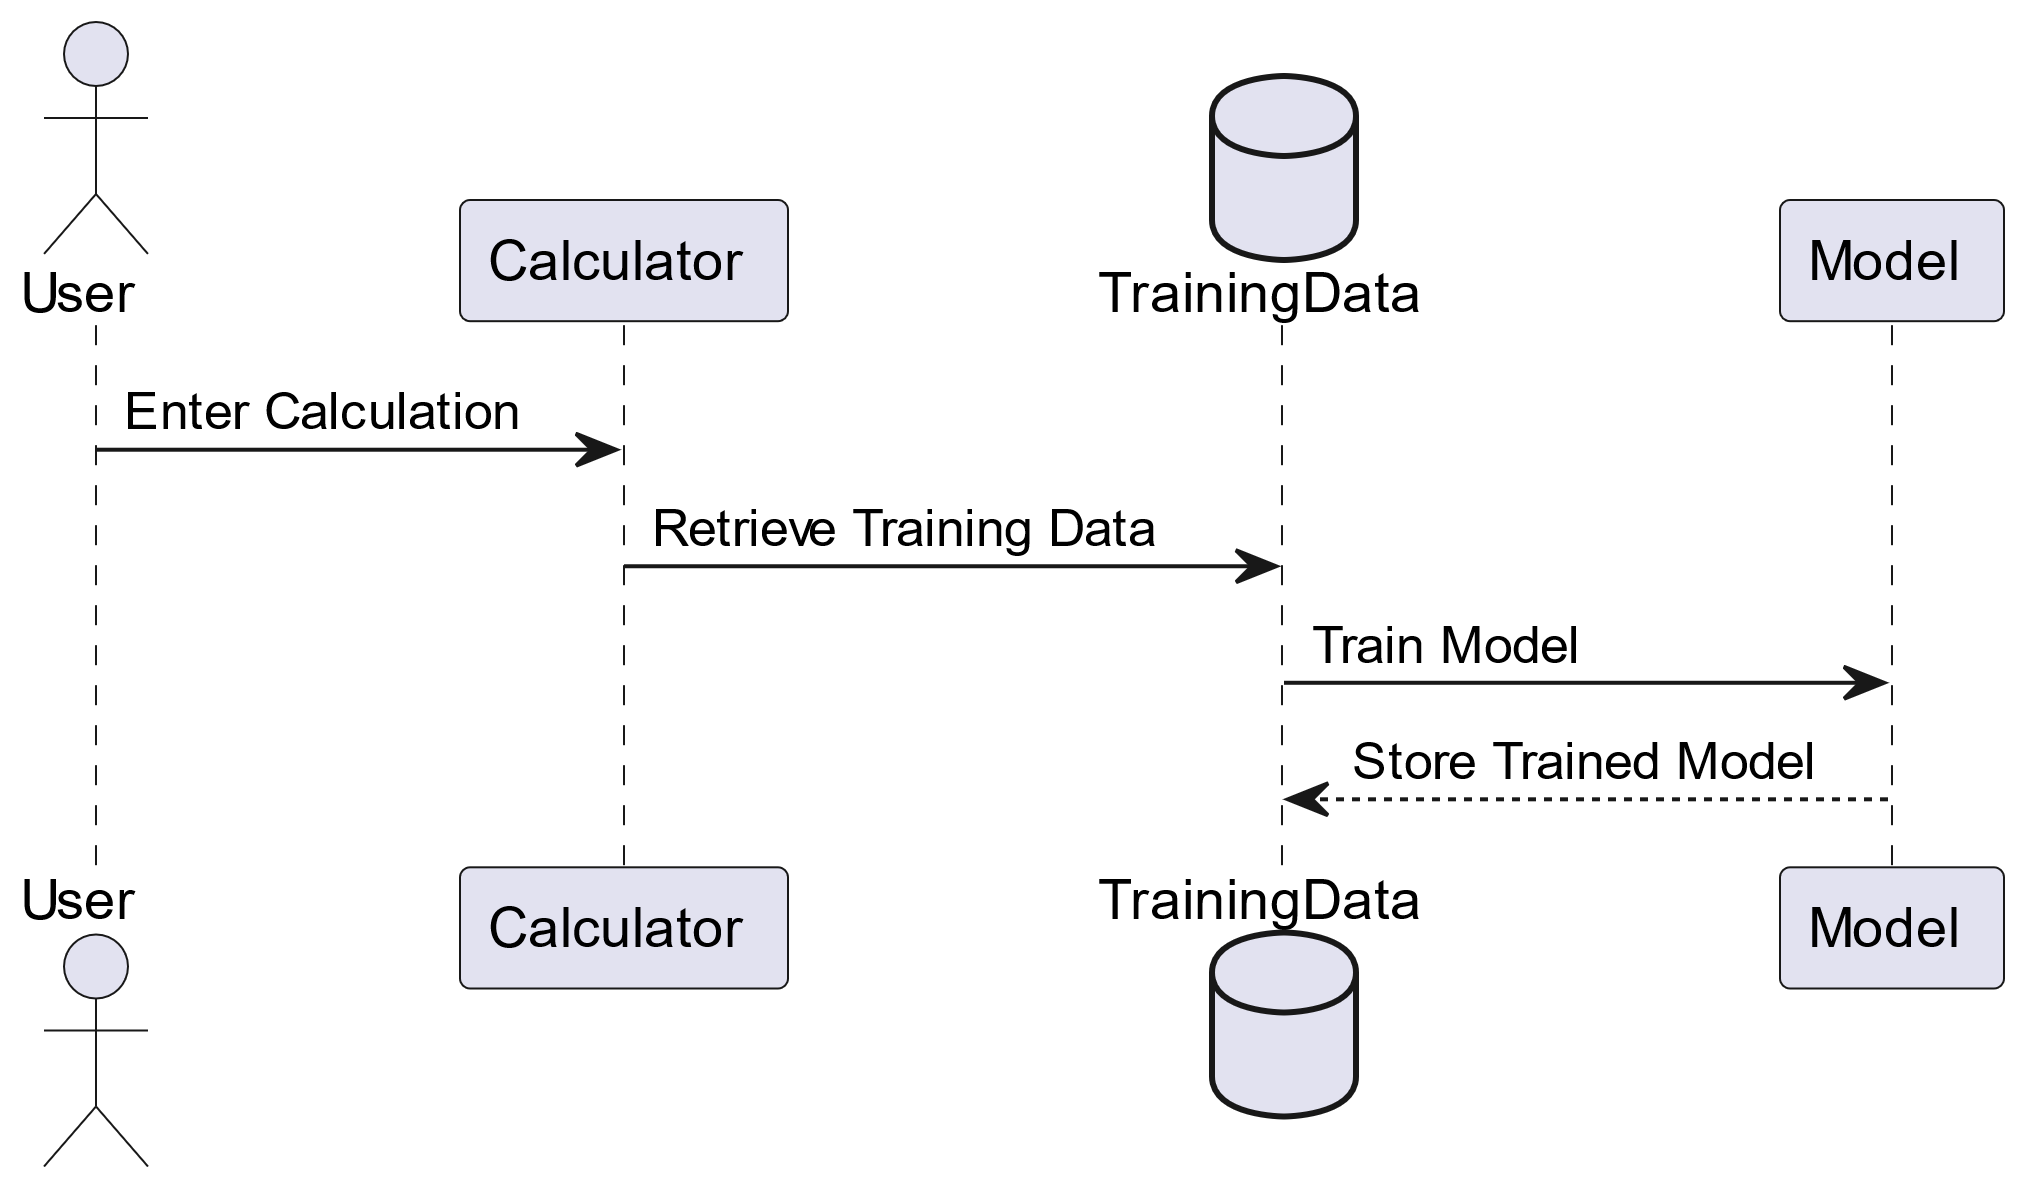 User
Calculator
TrainingData
Model
Enter Calculation
Retrieve Training Data
Train Model
Store Trained Model
User
Calculator
TrainingData
Model